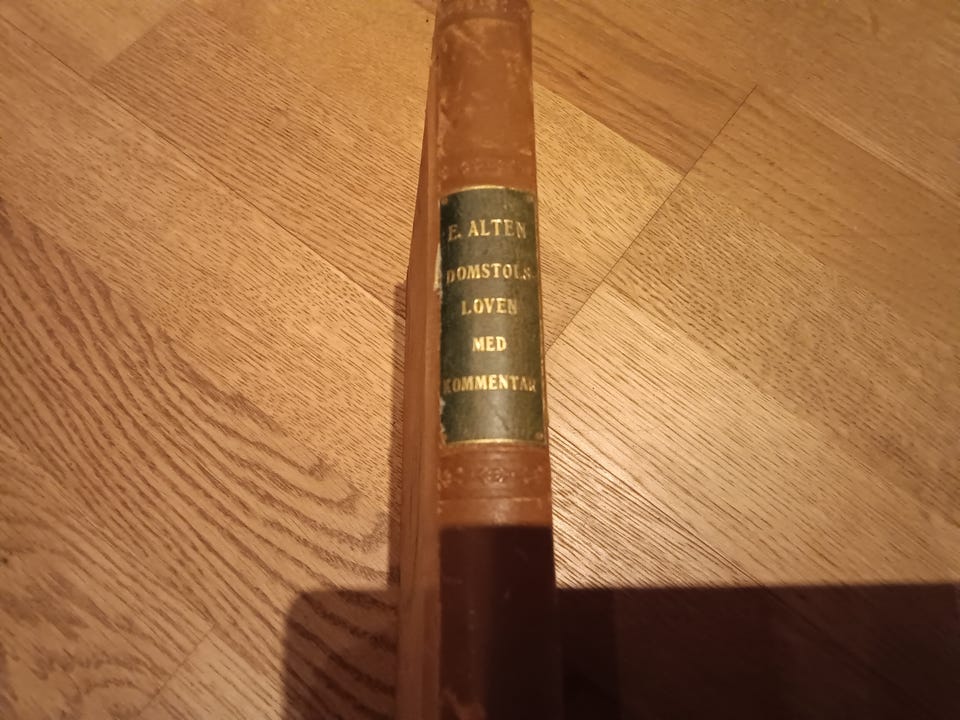 E. ALTEN
DOMSTOLS-
LOVEN
MED
KOMMENTAR